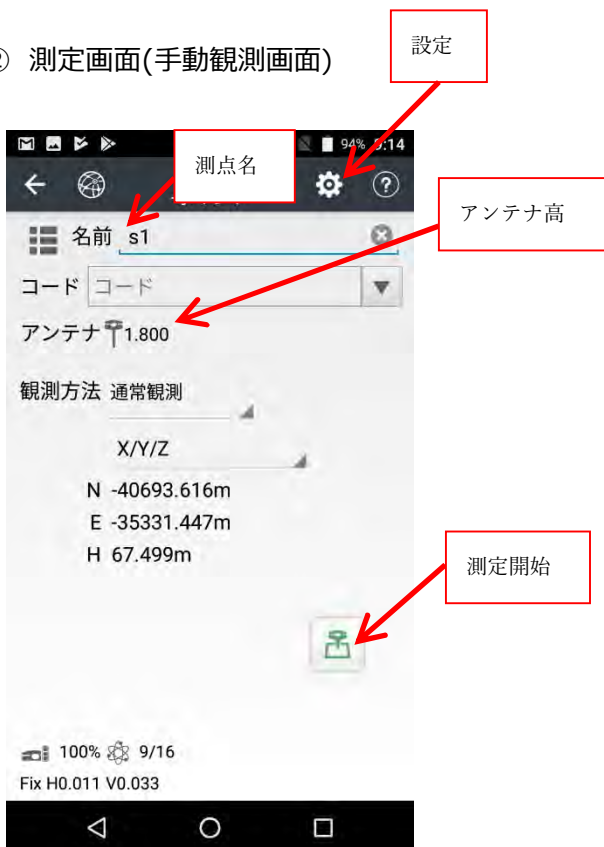 ② 測定画面(手動観測画面)
設定
94%
測点名
アンテナ高
名前 s1
コード コード
アンテナ 1.800
観測方法 通常観測
X/Y/Z
N -40693.616m
E -35331.447m
H 67.499m
測定開始
100% 9/16
Fix H0.011 V0.033